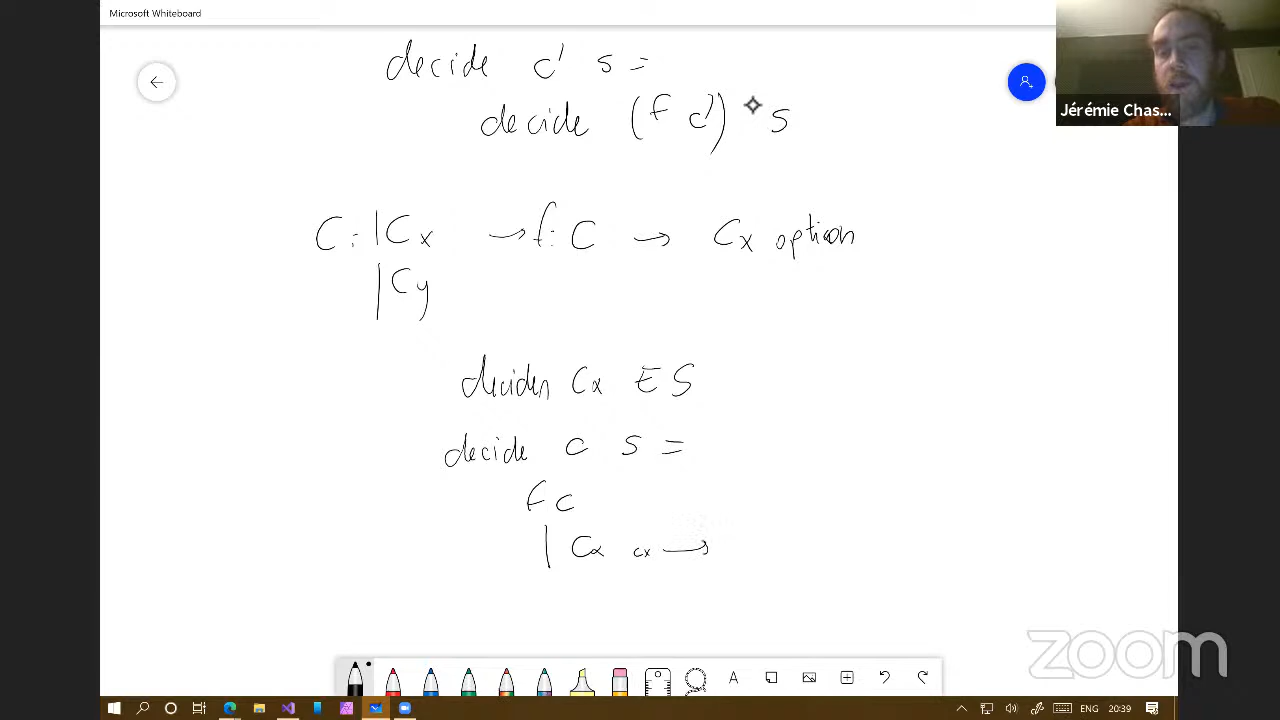 Microsoft Whiteboard
decide c' s =
decide (f c') s
Jérémie Chas...
C : | Cx → f : C → Cx option
| Cy
decider Cx E S
decide c s =
f c
| Cx cx →
zoom
ENG 20:39